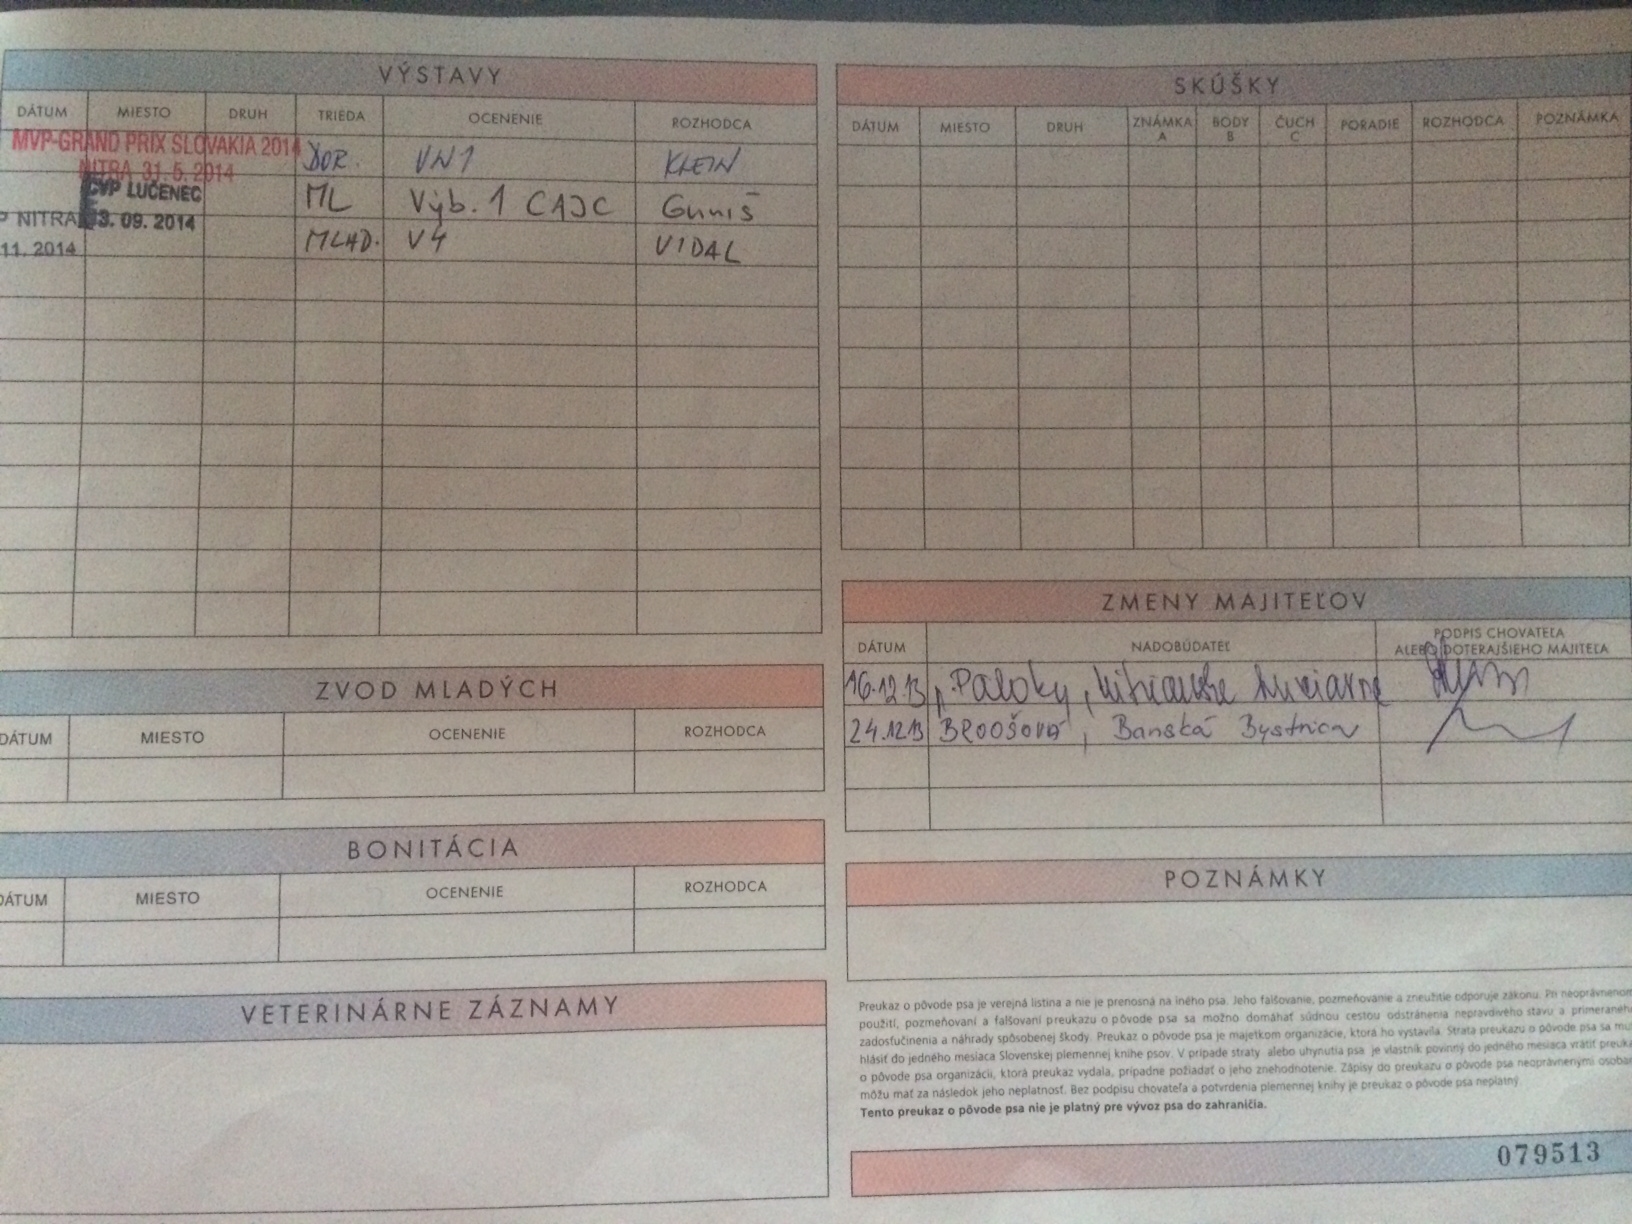 VÝSTAVY
DÁTUM MIESTO DRUH TRIEDA OCENENIE ROZHODCA
MVP-GRAND PRIX SLOVAKIA 2014
NITRA 31. 5. 2014
DOR. VN1 KLEIN
CVP LUČENEC
ML Výb. 1 CAJC Guniš
P NITRA 3. 09. 2014
11. 2014
MLAD. V4 VIDAL
ZVOD MLADÝCH
DÁTUM MIESTO OCENENIE ROZHODCA
BONITÁCIA
DÁTUM MIESTO OCENENIE ROZHODCA
VETERINÁRNE ZÁZNAMY
SKÚŠKY
DÁTUM MIESTO DRUH ZNÁMKA A BODY B ČUCH C PORADIE ROZHODCA POZNÁMKA
ZMENY MAJITEĽOV
DÁTUM NADOBÚDATEĽ PODPIS CHOVATEĽA
ALEBO DOTERAJŠIEHO MAJITEĽA
16.12.13 Paloky,
24.12.13 BROOŠOVÁ, Banská Bystrica
POZNÁMKY
Preukaz o pôvode psa je verejná listina a nie je prenosná na iného psa. Jeho falšovanie, pozmeňovanie a zneužitie odporuje zákonu. Pri neoprávnenom
použití, pozmeňovaní a falšovaní preukazu o pôvode psa sa možno domáhať súdnou cestou odstránenia nepravdivého stavu a primeraného
zadosťučinenia a náhrady spôsobenej škody. Preukaz o pôvode psa je majetkom organizácie, ktorá ho vystavila. Strata preukazu o pôvode psa sa mu
hlásiť do jedného mesiaca Slovenskej plemennej knihe psov. V prípade straty alebo uhynutia psa je vlastník povinný do jedného mesiaca vrátiť preuka
o pôvode psa organizácii, ktorá preukaz vydala, prípadne požiadať o jeho znehodnotenie. Zápisy do preukazu o pôvode psa neoprávnenými osobam
môžu mať za následok jeho neplatnosť. Bez podpisu chovateľa a potvrdenia plemennej knihy je preukaz o pôvode psa neplatný.
Tento preukaz o pôvode psa nie je platný pre vývoz psa do zahraničia.
079513